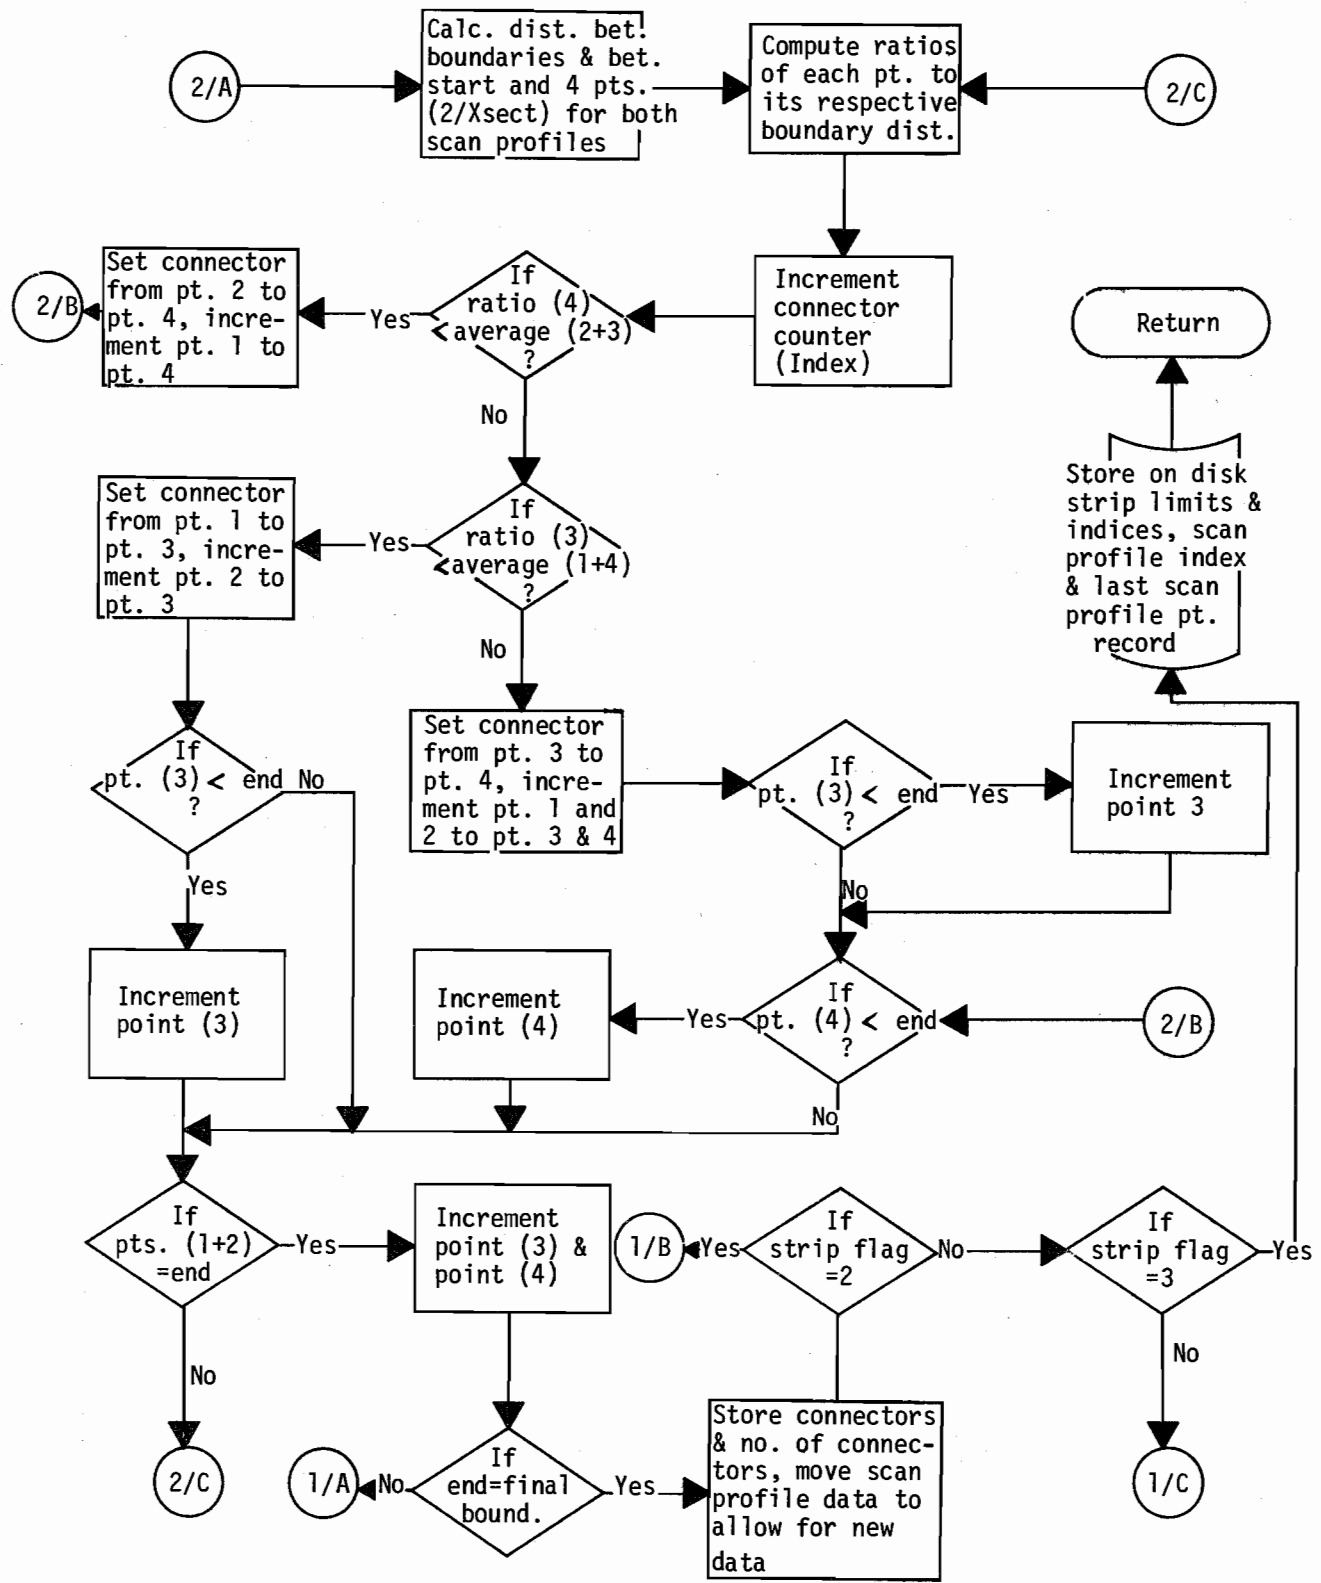 2/A
Calc. dist. bet.
boundaries & bet.
start and 4 pts.
(2/Xsect) for both
scan profiles
Compute ratios
of each pt. to
its respective
boundary dist.
2/C
2/B
Set connector
from pt. 2 to
pt. 4, incre-
ment pt. 1 to
pt. 4
Yes
If
ratio (4)
<average (2+3)
?
Increment
connector
counter
(Index)
Return
No
Set connector
from pt. 1 to
pt. 3, incre-
ment pt. 2 to
pt. 3
Yes
If
ratio (3)
<average (1+4)
?
Store on disk
strip limits &
indices, scan
profile index
& last scan
profile pt.
record
No
If
pt. (3)< end
?
No
Set connector
from pt. 3 to
pt. 4, incre-
ment pt. 1 and
2 to pt. 3 & 4
If
pt. (3)< end
?
Yes
Increment
point 3
Yes
No
Increment
point (3)
Increment
point (4)
Yes
If
pt. (4)< end
?
2/B
No
If
pts. (1+2)
=end
Yes
Increment
point (3) &
point (4)
1/B
Yes
If
strip flag
=2
No
If
strip flag
=3
Yes
No
No
2/C
1/A
No
If
end=final
bound.
Yes
Store connectors
& no. of connec-
tors, move scan
profile data to
allow for new
data
1/C